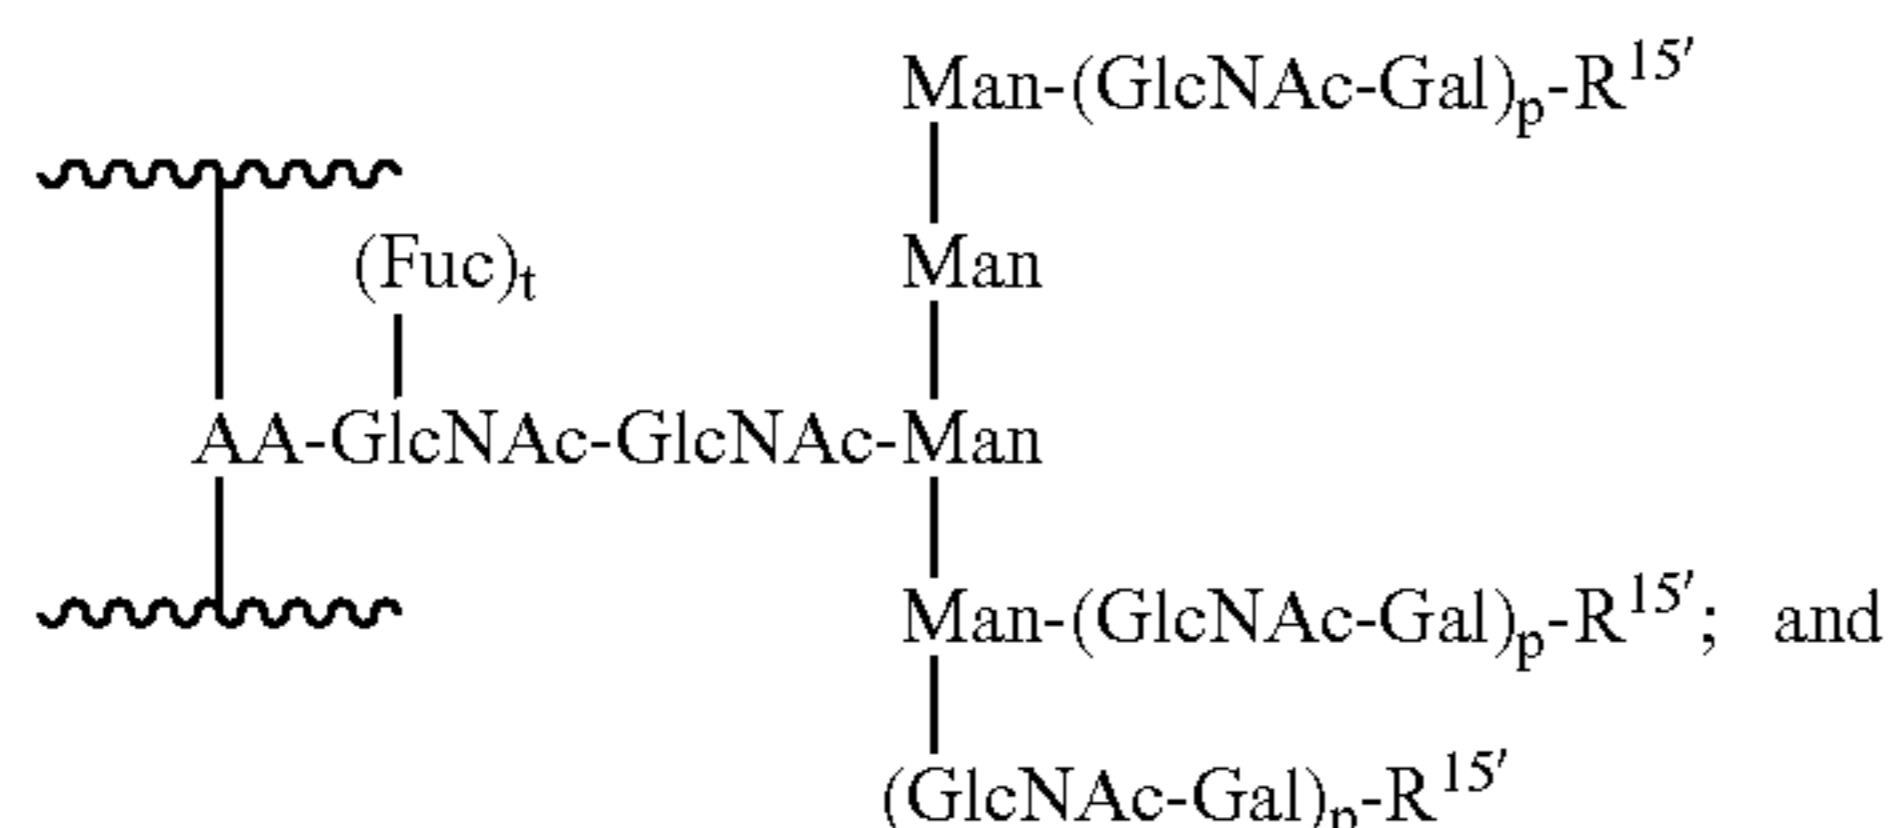 Man-(GlcNAc-Gal)p-R15'
(Fuc)t Man
AA-GlcNAc-GlcNAc-Man
Man-(GlcNAc-Gal)p-R15'; and
(GlcNAc-Gal)p-R15'